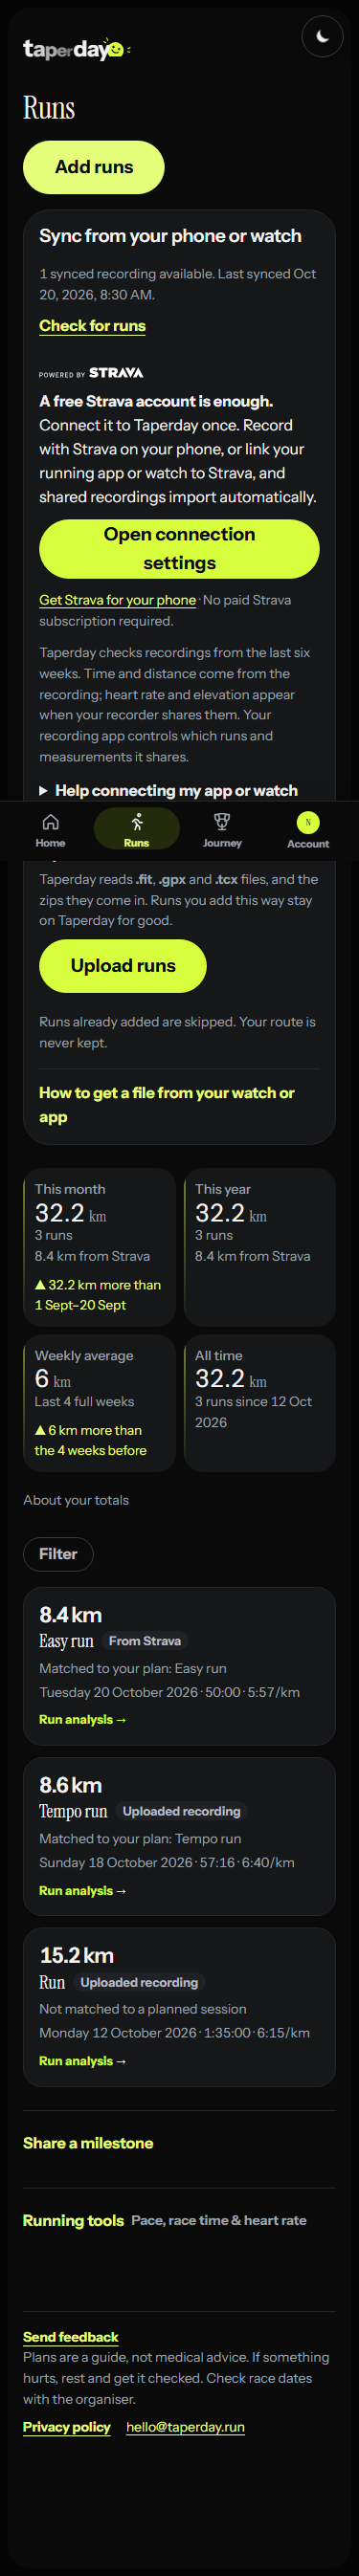 taperday
Runs
Add runs
Sync from your phone or watch
1 synced recording available. Last synced Oct
20, 2026, 8:30 AM.
Check for runs
POWERED BY STRAVA
A free Strava account is enough.
Connect it to Taperday once. Record
with Strava on your phone, or link your
running app or watch to Strava, and
shared recordings import automatically.
Open connection
settings
Get Strava for your phone · No paid Strava
subscription required.
Taperday checks recordings from the last six
weeks. Time and distance come from the
recording; heart rate and elevation appear
when your recorder shares them. Your
recording app controls which runs and
measurements it shares.
▶ Help connecting my app or watch
Home Runs Journey N Account
Taperday reads .fit, .gpx and .tcx files, and the
zips they come in. Runs you add this way stay
on Taperday for good.
Upload runs
Runs already added are skipped. Your route is
never kept.
How to get a file from your watch or
app
This month
32.2 km
3 runs
8.4 km from Strava
▲ 32.2 km more than
1 Sept–20 Sept
This year
32.2 km
3 runs
8.4 km from Strava
Weekly average
6 km
Last 4 full weeks
▲ 6 km more than
the 4 weeks before
All time
32.2 km
3 runs since 12 Oct
2026
About your totals
Filter
8.4 km
Easy run From Strava
Matched to your plan: Easy run
Tuesday 20 October 2026 · 50:00 · 5:57/km
Run analysis →
8.6 km
Tempo run Uploaded recording
Matched to your plan: Tempo run
Sunday 18 October 2026 · 57:16 · 6:40/km
Run analysis →
15.2 km
Run Uploaded recording
Not matched to a planned session
Monday 12 October 2026 · 1:35:00 · 6:15/km
Run analysis →
Share a milestone
Running tools Pace, race time & heart rate
Send feedback
Plans are a guide, not medical advice. If something
hurts, rest and get it checked. Check race dates
with the organiser.
Privacy policy hello@taperday.run